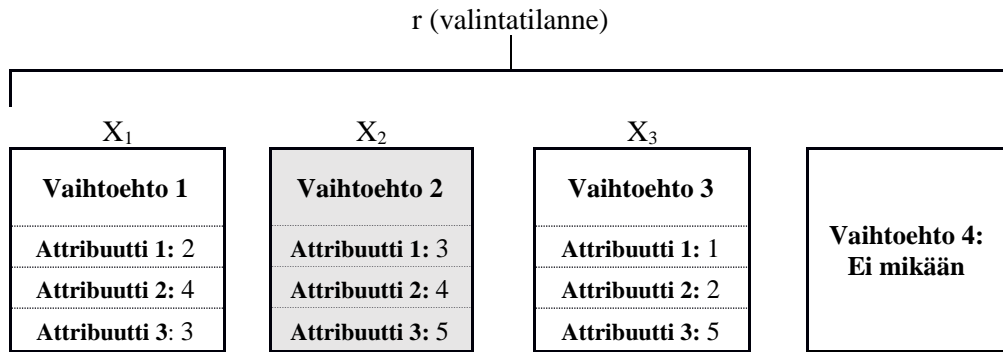 r (valintatilanne)
X₁
X₂
X₃
Vaihtoehto 1
Attribuutti 1: 2
Attribuutti 2: 4
Attribuutti 3: 3
Vaihtoehto 2
Attribuutti 1: 3
Attribuutti 2: 4
Attribuutti 3: 5
Vaihtoehto 3
Attribuutti 1: 1
Attribuutti 2: 2
Attribuutti 3: 5
Vaihtoehto 4:
Ei mikään